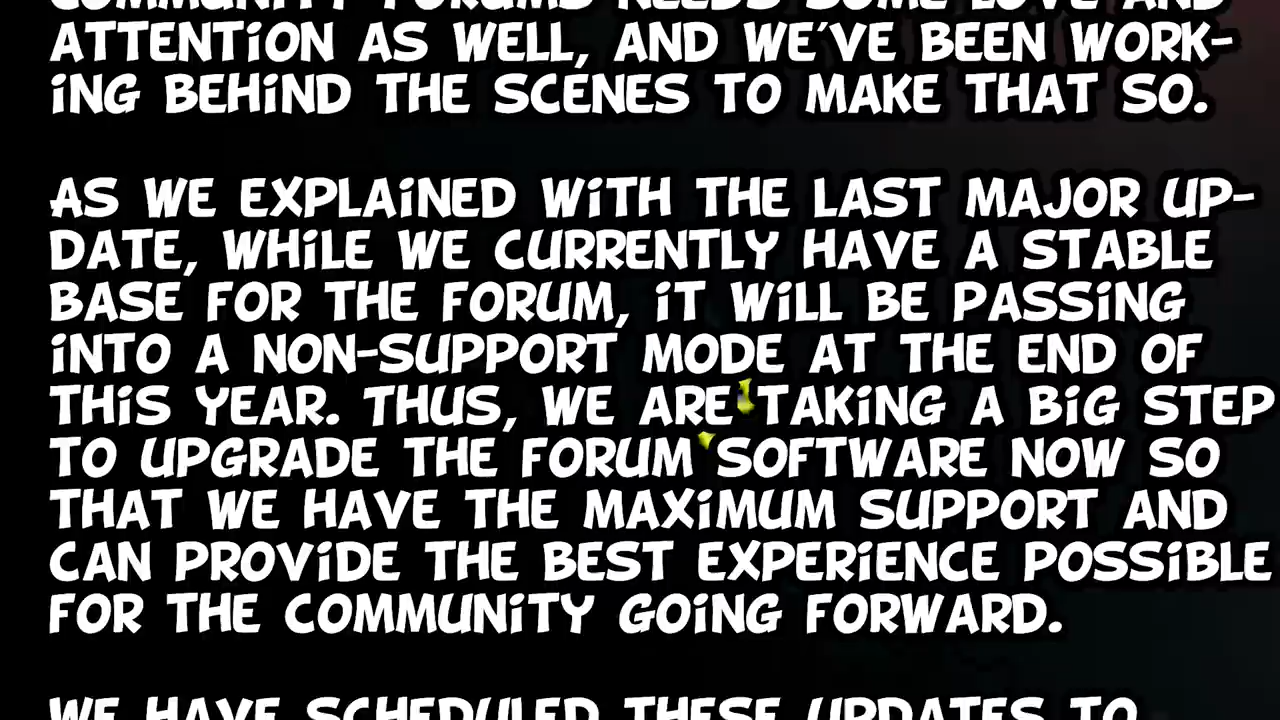 COMMUNITY FORUMS NEEDS SOME LOVE AND
ATTENTION AS WELL, AND WE'VE BEEN WORK-
ING BEHIND THE SCENES TO MAKE THAT SO.
AS WE EXPLAINED WITH THE LAST MAJOR UP-
DATE, WHILE WE CURRENTLY HAVE A STABLE
BASE FOR THE FORUM, IT WILL BE PASSING
INTO A NON-SUPPORT MODE AT THE END OF
THIS YEAR. THUS, WE ARE TAKING A BIG STEP
TO UPGRADE THE FORUM SOFTWARE NOW SO
THAT WE HAVE THE MAXIMUM SUPPORT AND
CAN PROVIDE THE BEST EXPERIENCE POSSIBLE
FOR THE COMMUNITY GOING FORWARD.
WE HAVE SCHEDULED THESE UPDATES TO